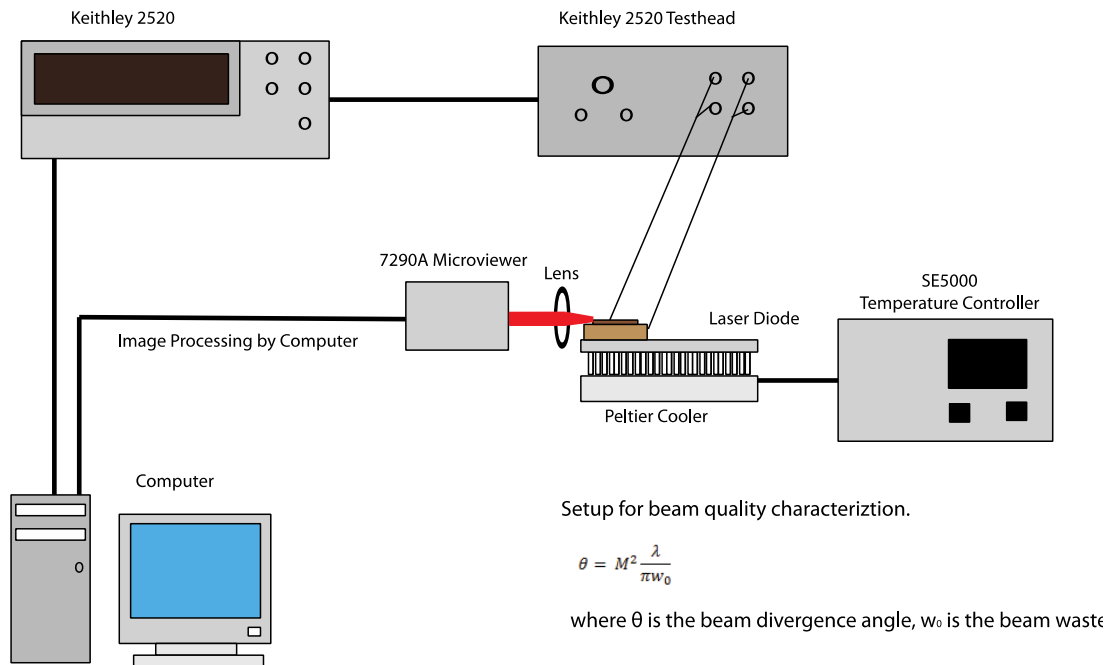 Keithley 2520
Keithley 2520 Testhead
7290A Microviewer
Lens
SE5000
Temperature Controller
Laser Diode
Image Processing by Computer
Peltier Cooler
Computer
Setup for beam quality characteriztion.
θ = M² λ / πw₀
where θ is the beam divergence angle, w₀ is the beam waste